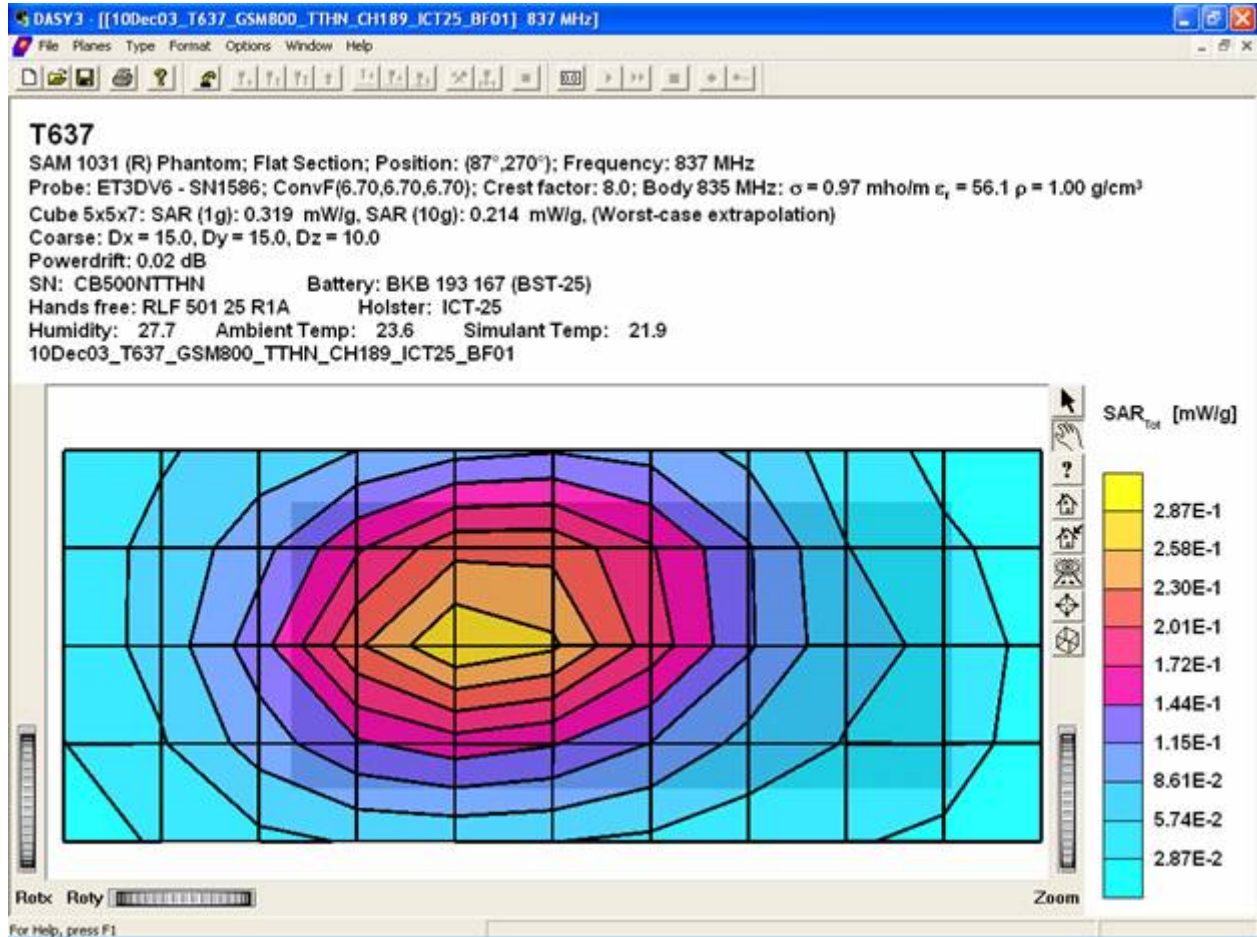 DASY3 - [[10Dec03_T637_GSM800_TTHN_CH189_ICT25_BF01] 837 MHz]
File Planes Type Format Options Window Help
T637
SAM 1031 (R) Phantom; Flat Section; Position: (87°,270°); Frequency: 837 MHz
Probe: ET3DV6 - SN1586; ConvF(6.70,6.70,6.70); Crest factor: 8.0; Body 835 MHz: σ = 0.97 mho/m εr = 56.1 ρ = 1.00 g/cm³
Cube 5x5x7: SAR (1g): 0.319 mW/g, SAR (10g): 0.214 mW/g, (Worst-case extrapolation)
Coarse: Dx = 15.0, Dy = 15.0, Dz = 10.0
Powerdrift: 0.02 dB
SN: CB500NTTHN Battery: BKB 193 167 (BST-25)
Hands free: RLF 501 25 R1A Holster: ICT-25
Humidity: 27.7 Ambient Temp: 23.6 Simulant Temp: 21.9
10Dec03_T637_GSM800_TTHN_CH189_ICT25_BF01
SARTot [mW/g]
2.87E-1
2.58E-1
2.30E-1
2.01E-1
1.72E-1
1.44E-1
1.15E-1
8.61E-2
5.74E-2
2.87E-2
Rotx Roty Zoom
For Help, press F1